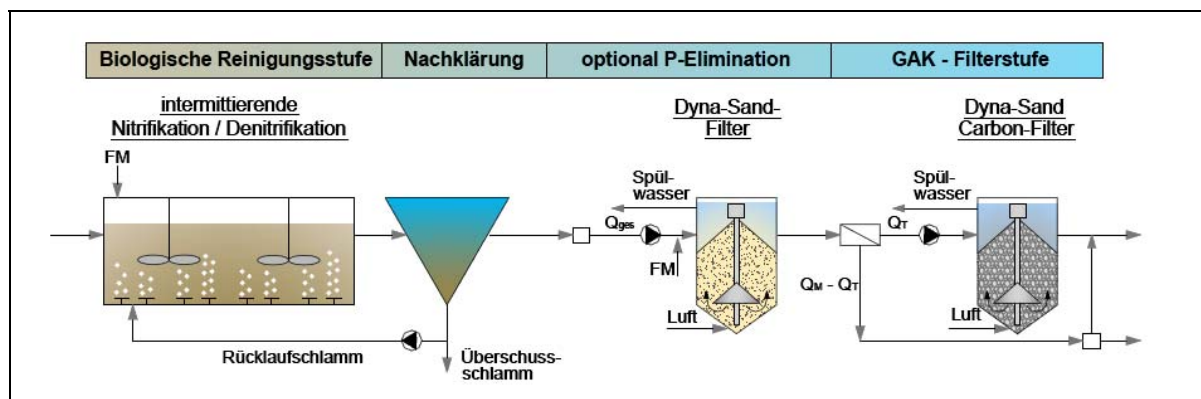 Biologische Reinigungsstufe
Nachklärung
optional P-Elimination
GAK - Filterstufe
intermittierende
Nitrifikation / Denitrifikation
Dyna-Sand-
Filter
Dyna-Sand
Carbon-Filter
FM
Spül-
wasser
Qges
FM
Luft
Spül-
wasser
QT
QM - QT
Luft
Rücklaufschlamm
Überschuss-
schlamm